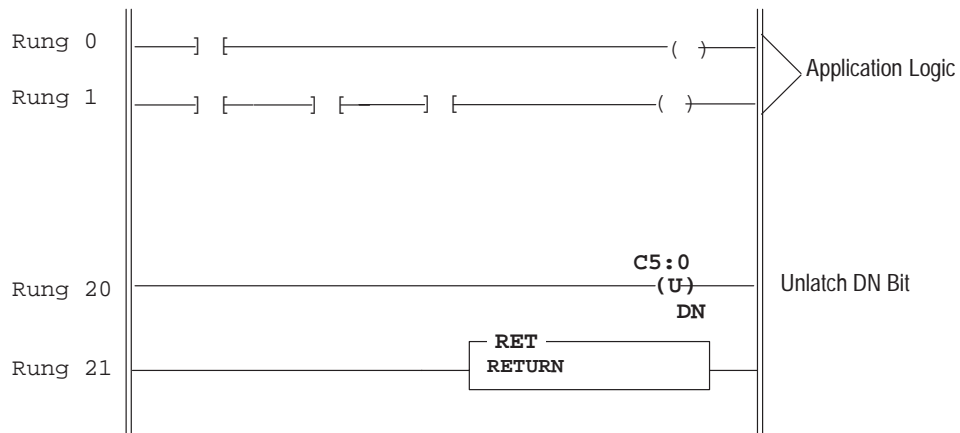 Rung 0
Application Logic
Rung 1
C5:0
Rung 20
(U)
Unlatch DN Bit
DN
RET
Rung 21
RETURN